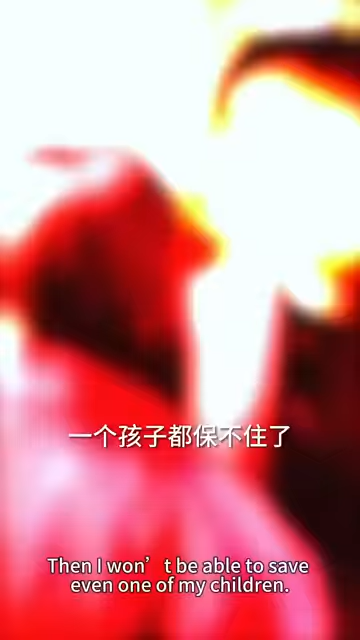 一个孩子都保不住了
Then I won’t be able to save
even one of my children.